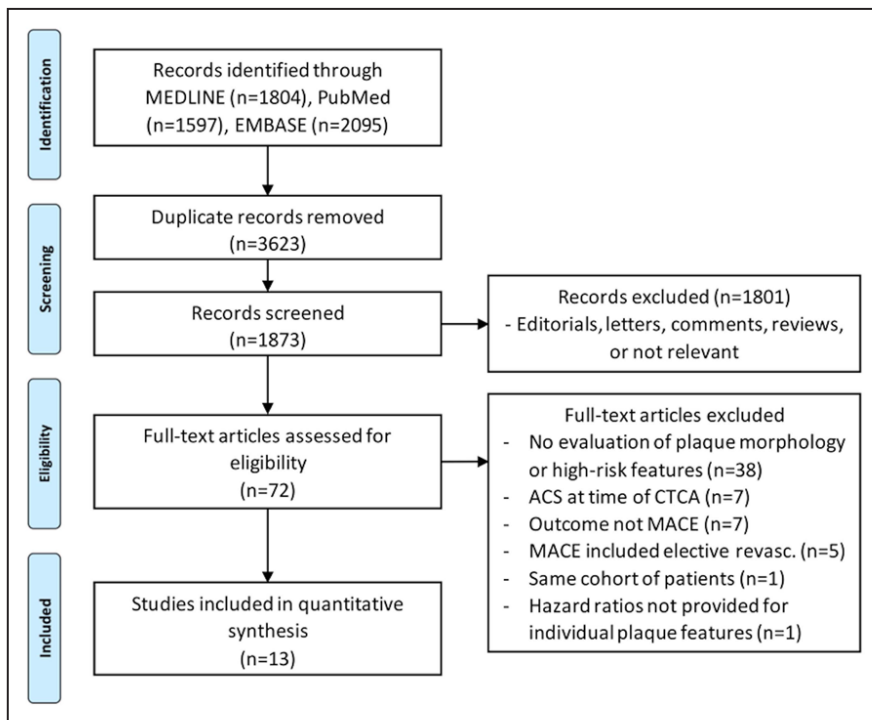 Identification
Records identified through
MEDLINE (n=1804), PubMed
(n=1597), EMBASE (n=2095)
Screening
Duplicate records removed
(n=3623)
Records screened
(n=1873)
Records excluded (n=1801)
- Editorials, letters, comments, reviews,
or not relevant
Eligibility
Full-text articles assessed for
eligibility
(n=72)
Full-text articles excluded
- No evaluation of plaque morphology
or high-risk features (n=38)
- ACS at time of CTCA (n=7)
- Outcome not MACE (n=7)
- MACE included elective revasc. (n=5)
- Same cohort of patients (n=1)
- Hazard ratios not provided for
individual plaque features (n=1)
Included
Studies included in quantitative
synthesis
(n=13)